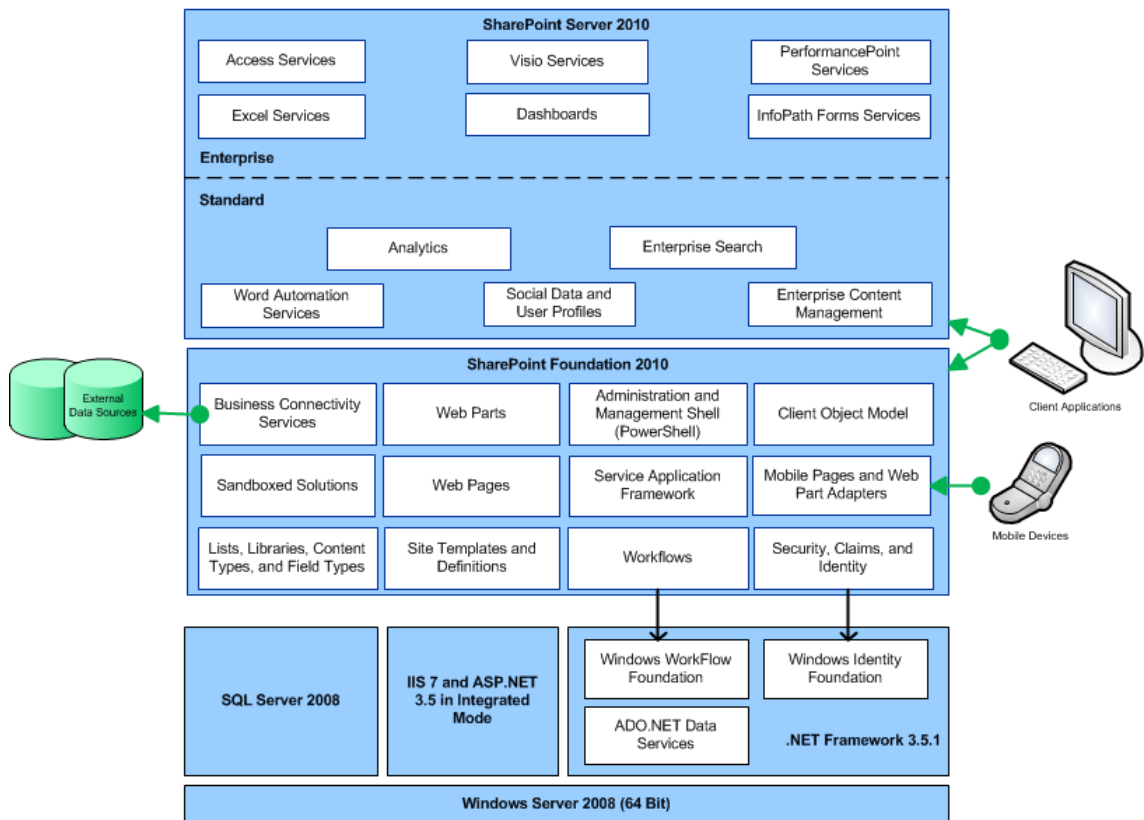 SharePoint Server 2010
Access Services
Visio Services
PerformancePoint
Services
Excel Services
Dashboards
InfoPath Forms Services
Enterprise
Standard
Analytics
Enterprise Search
Word Automation
Services
Social Data and
User Profiles
Enterprise Content
Management
Client Applications
SharePoint Foundation 2010
External
Data Sources
Business Connectivity
Services
Web Parts
Administration and
Management Shell
(PowerShell)
Client Object Model
Sandboxed Solutions
Web Pages
Service Application
Framework
Mobile Pages and Web
Part Adapters
Mobile Devices
Lists, Libraries, Content
Types, and Field Types
Site Templates and
Definitions
Workflows
Security, Claims, and
Identity
SQL Server 2008
IIS 7 and ASP.NET
3.5 in Integrated
Mode
Windows WorkFlow
Foundation
Windows Identity
Foundation
ADO.NET Data
Services
.NET Framework 3.5.1
Windows Server 2008 (64 Bit)